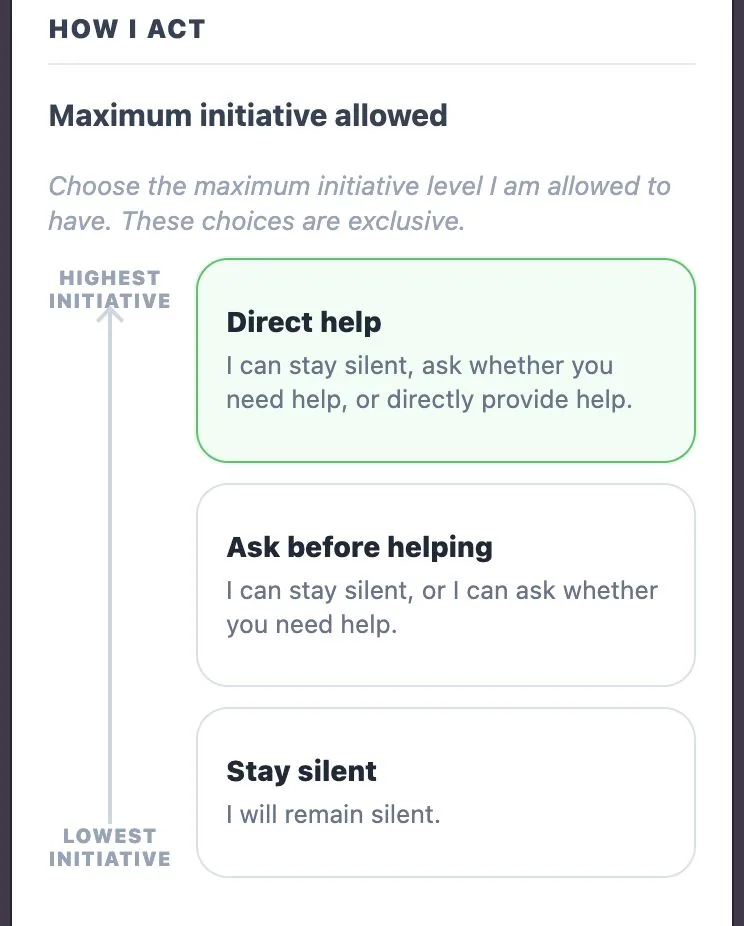 HOW I ACT
Maximum initiative allowed
Choose the maximum initiative level I am allowed to
have. These choices are exclusive.
HIGHEST
INITIATIVE
Direct help
I can stay silent, ask whether you
need help, or directly provide help.
Ask before helping
I can stay silent, or I can ask whether
you need help.
Stay silent
I will remain silent.
LOWEST
INITIATIVE